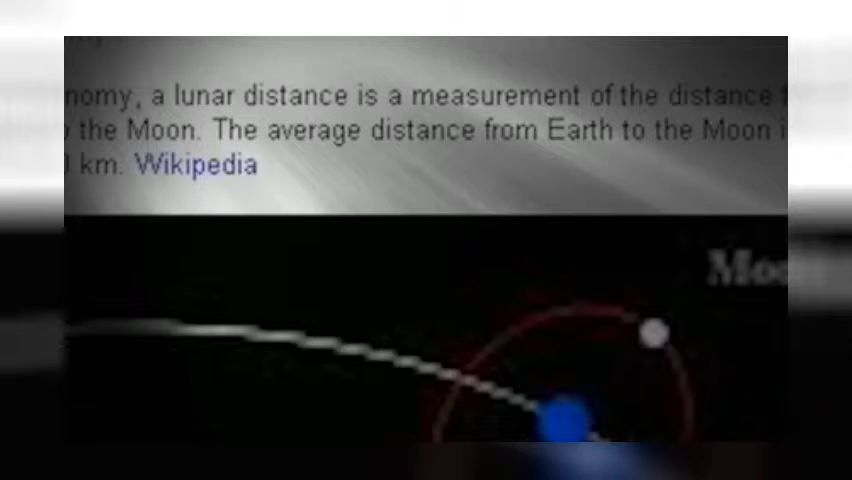 nomy, a lunar distance is a measurement of the distance
the Moon. The average distance from Earth to the Moon
km. Wikipedia